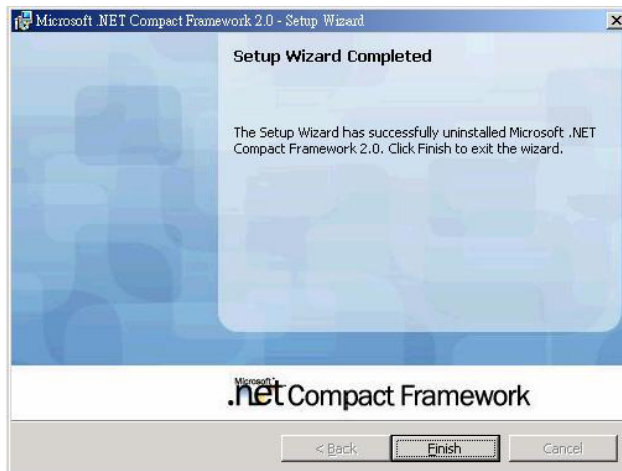 Microsoft .NET Compact Framework 2.0 - Setup Wizard
Setup Wizard Completed
The Setup Wizard has successfully uninstalled Microsoft .NET
Compact Framework 2.0. Click Finish to exit the wizard.
Microsoft
.net Compact Framework
< Back
Finish
Cancel